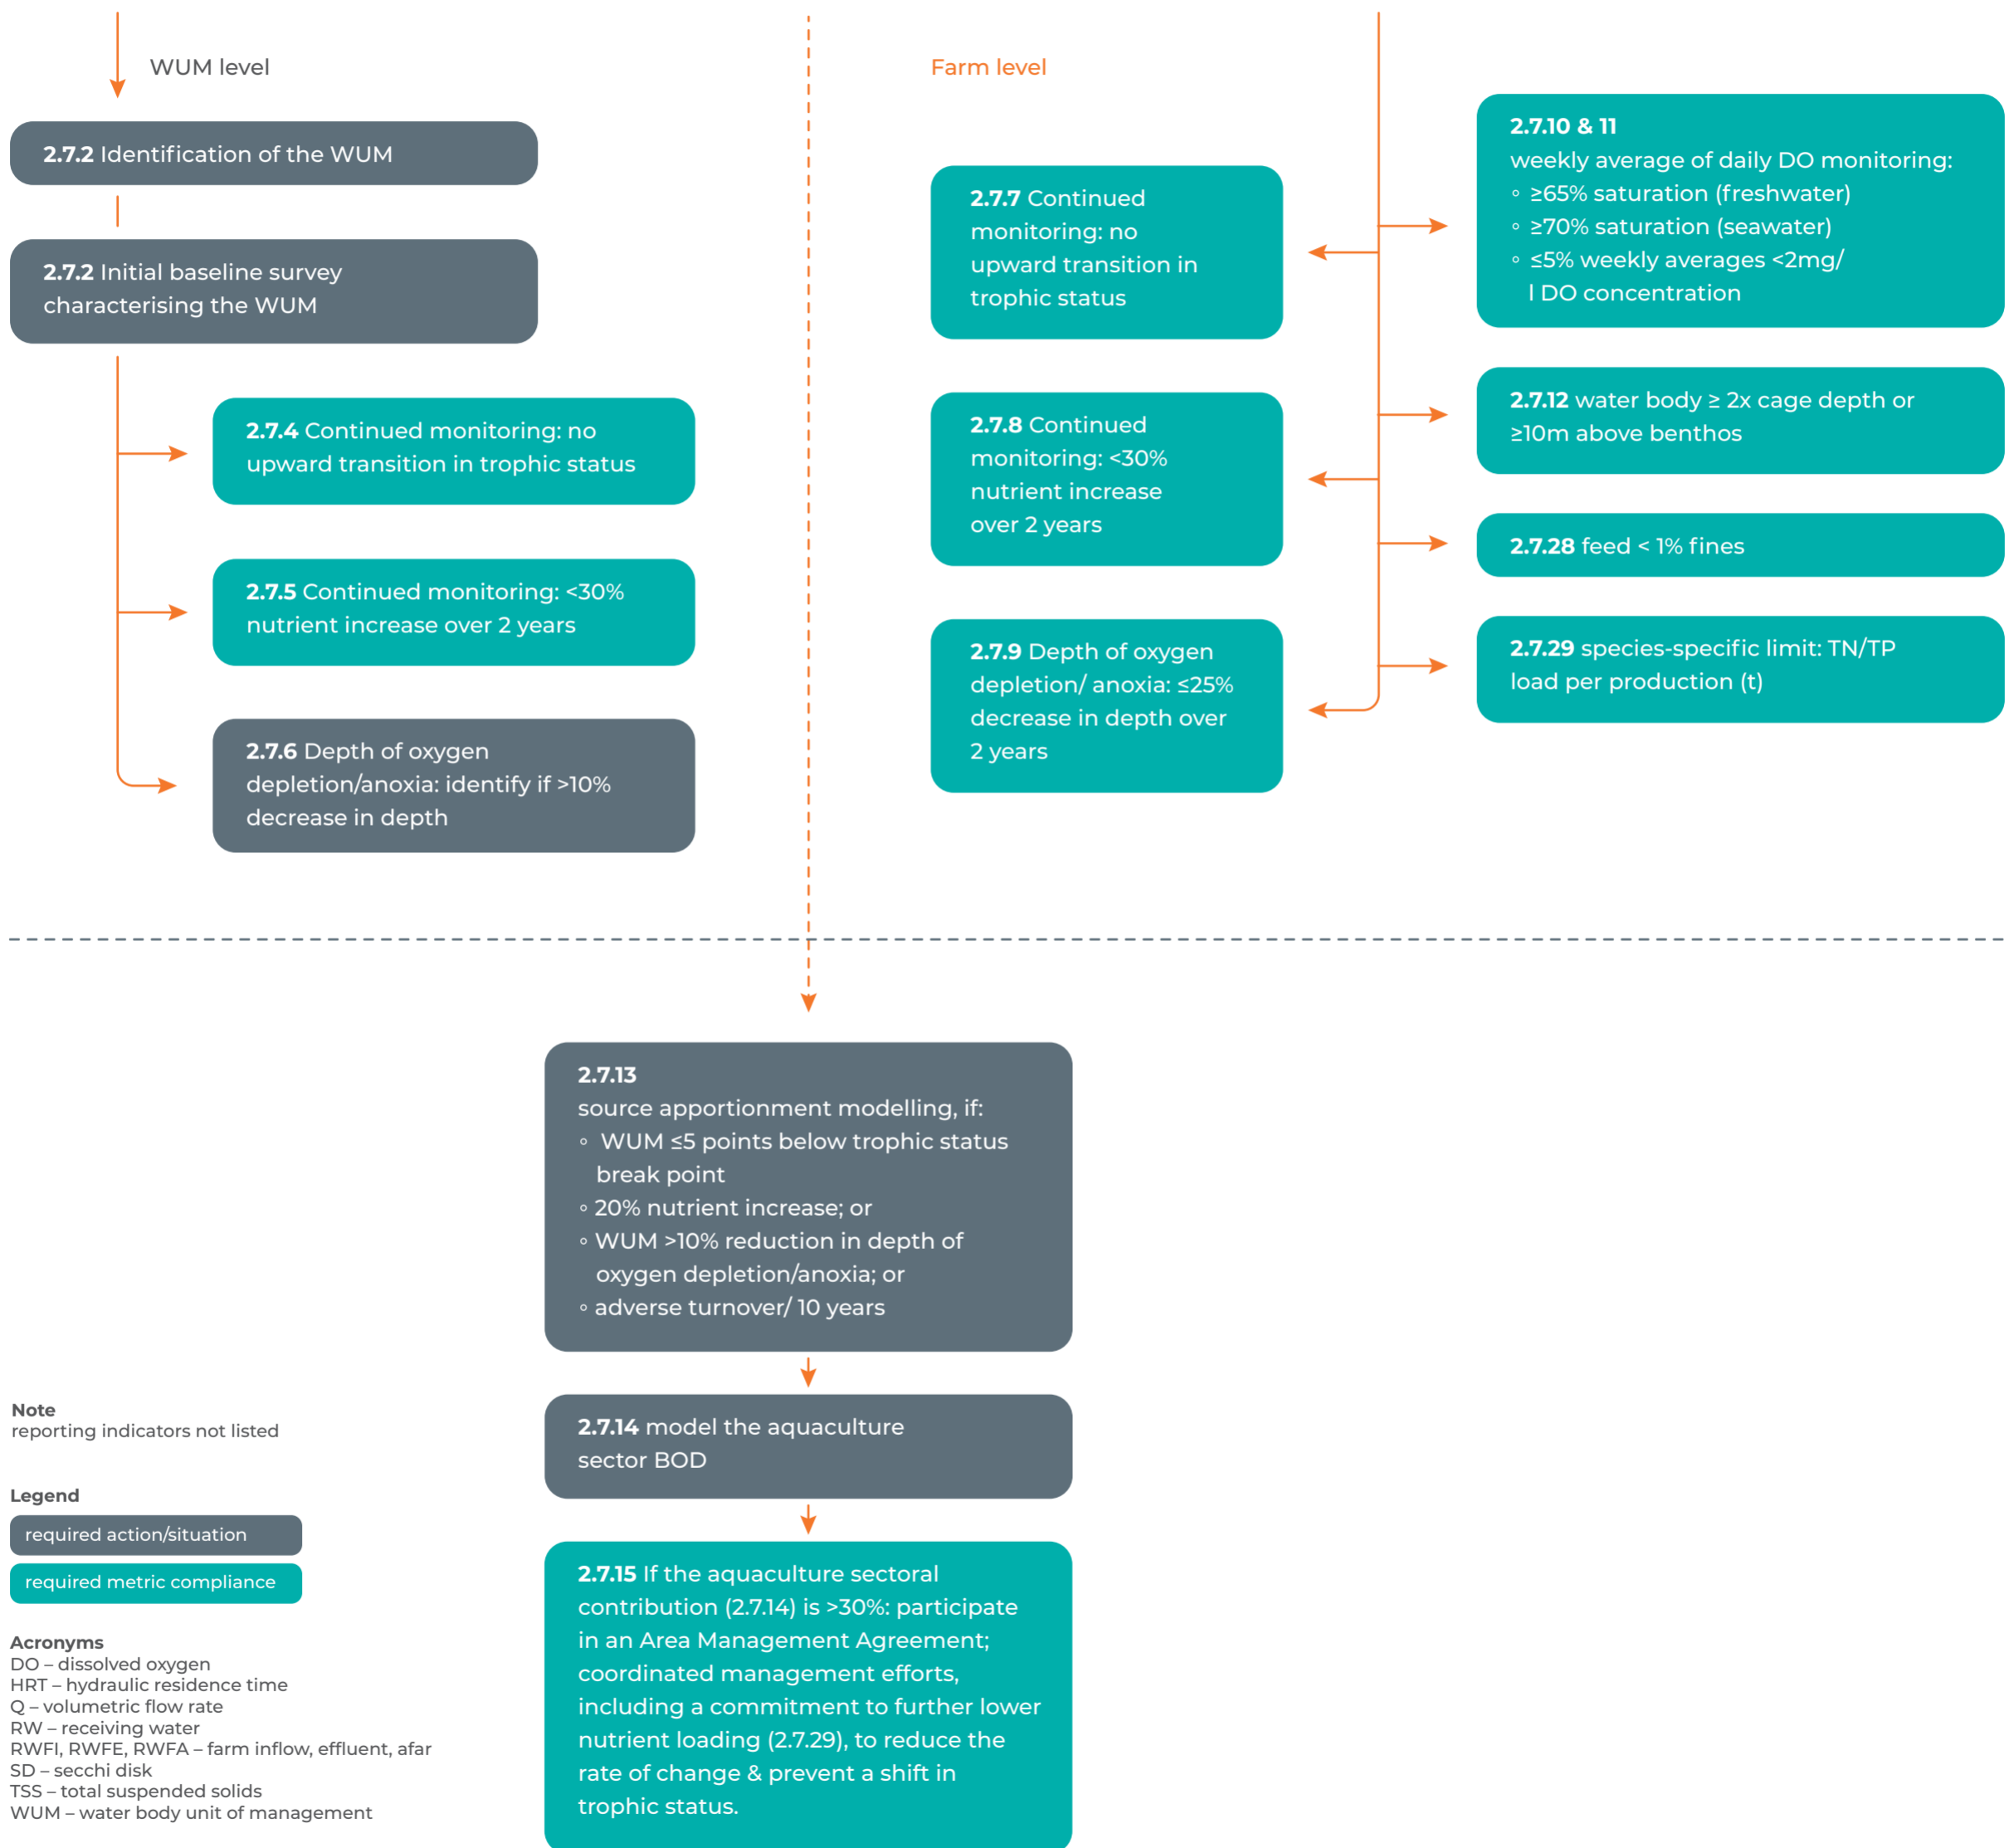 WUM level
2.7.2 Identification of the WUM
2.7.2 Initial baseline survey
characterising the WUM
2.7.4 Continued monitoring: no
upward transition in trophic status
2.7.5 Continued monitoring: <30%
nutrient increase over 2 years
2.7.6 Depth of oxygen
depletion/anoxia: identify if >10%
decrease in depth
Farm level
2.7.7 Continued
monitoring: no
upward transition in
trophic status
2.7.8 Continued
monitoring: <30%
nutrient increase
over 2 years
2.7.9 Depth of oxygen
depletion/ anoxia: ≤25%
decrease in depth over
2 years
2.7.10 & 11
weekly average of daily DO monitoring:
◦ ≥65% saturation (freshwater)
◦ ≥70% saturation (seawater)
◦ ≤5% weekly averages <2mg/
l DO concentration
2.7.12 water body ≥ 2x cage depth or
≥10m above benthos
2.7.28 feed < 1% fines
2.7.29 species-specific limit: TN/TP
load per production (t)
2.7.13
source apportionment modelling, if:
◦ WUM ≤5 points below trophic status
break point
◦ 20% nutrient increase; or
◦ WUM >10% reduction in depth of
oxygen depletion/anoxia; or
◦ adverse turnover/ 10 years
2.7.14 model the aquaculture
sector BOD
2.7.15 If the aquaculture sectoral
contribution (2.7.14) is >30%: participate
in an Area Management Agreement;
coordinated management efforts,
including a commitment to further lower
nutrient loading (2.7.29), to reduce the
rate of change & prevent a shift in
trophic status.
Note
reporting indicators not listed
Legend
required action/situation
required metric compliance
Acronyms
DO – dissolved oxygen
HRT – hydraulic residence time
Q – volumetric flow rate
RW – receiving water
RWFI, RWFE, RWFA – farm inflow, effluent, afar
SD – secchi disk
TSS – total suspended solids
WUM – water body unit of management